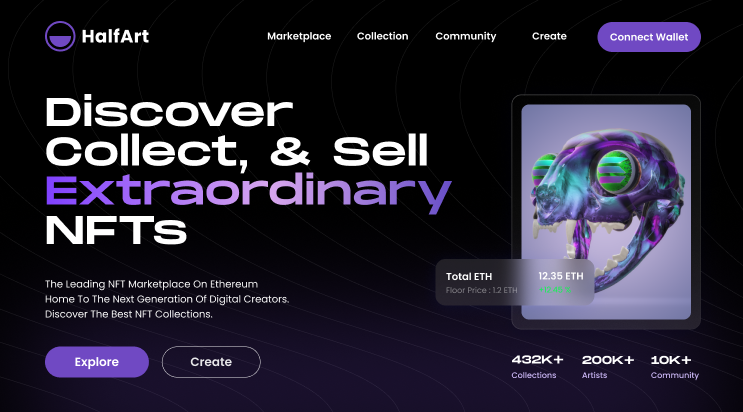 HalfArt
Marketplace
Collection
Community
Create
Connect Wallet
Discover
Collect, & Sell
Extraordinary
NFTs
The Leading NFT Marketplace On Ethereum
Home To The Next Generation Of Digital Creators.
Discover The Best NFT Collections.
Explore
Create
Total ETH
12.35 ETH
Floor Price : 1.2 ETH
432K+
200K+
10K+
Collections
Artists
Community